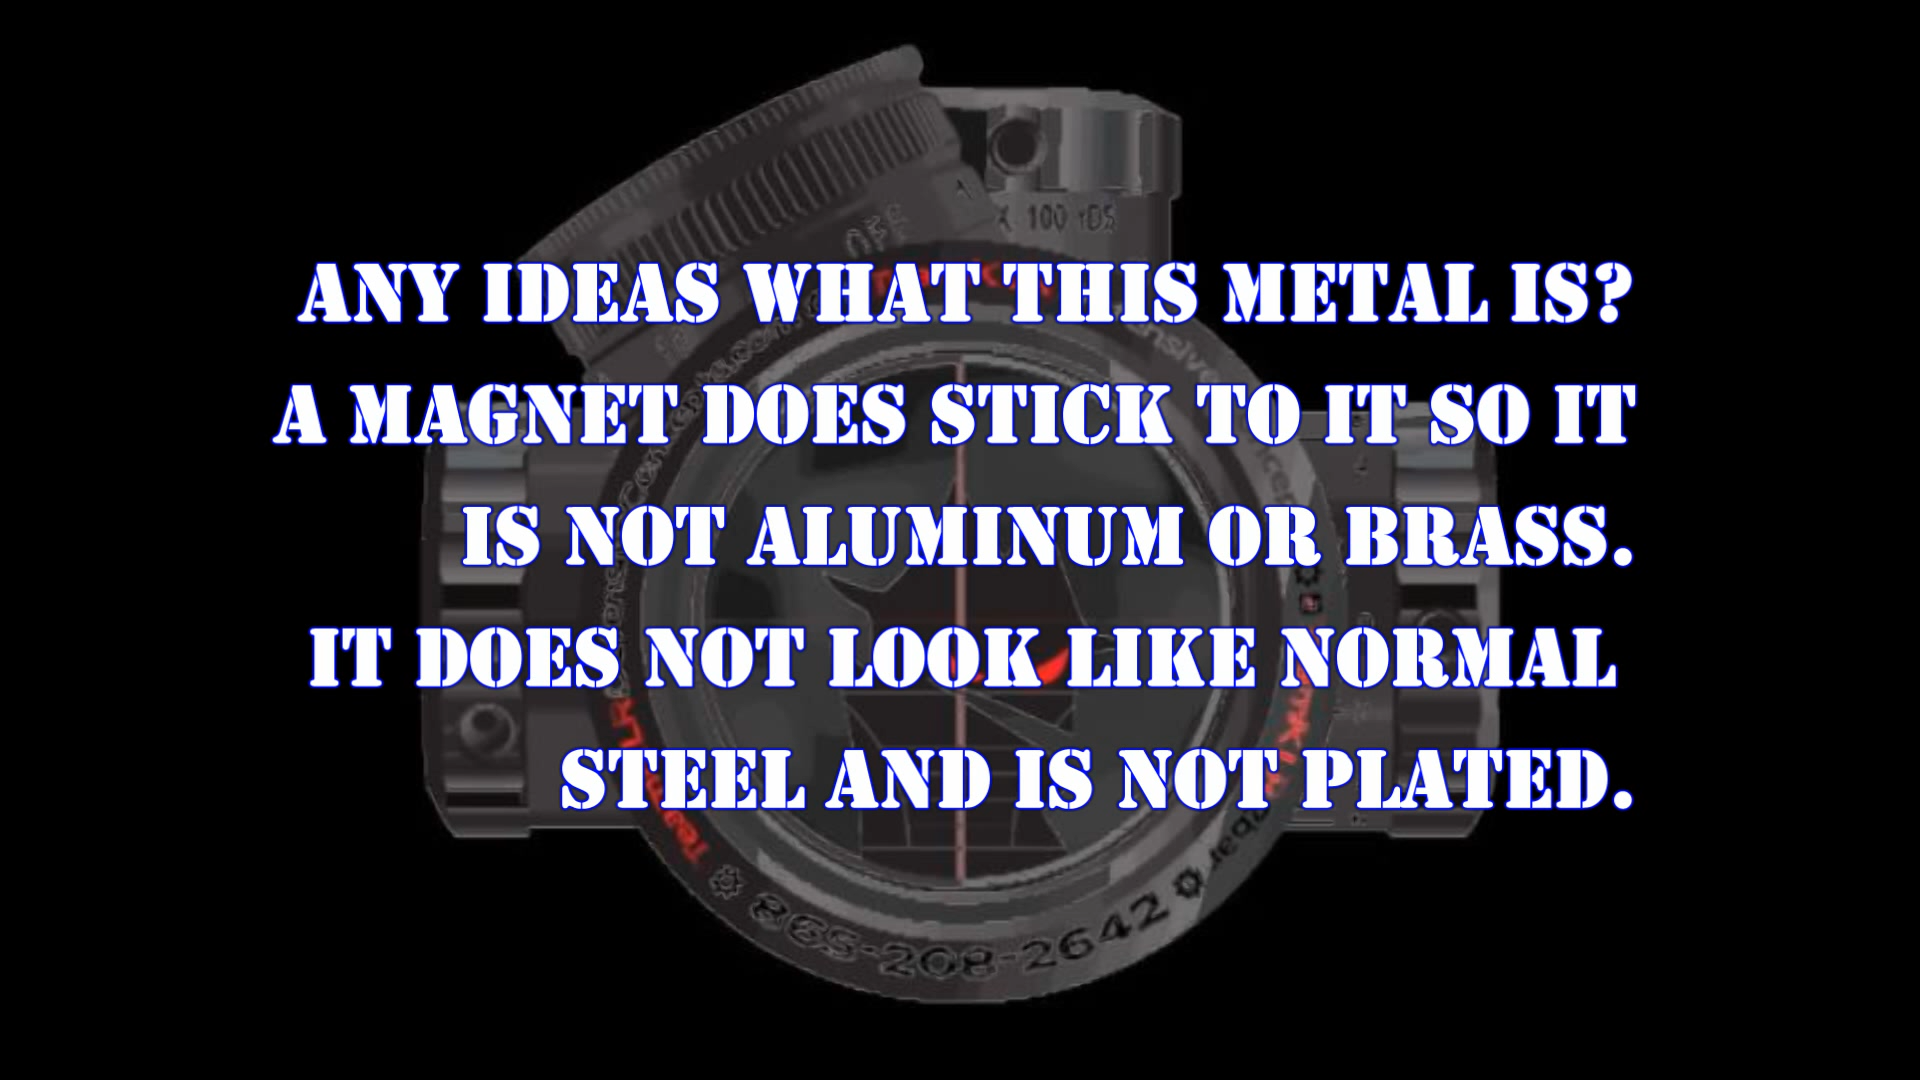 X 100 YDS
ANY IDEAS WHAT THIS METAL IS?
A MAGNET DOES STICK TO IT SO IT
IS NOT ALUMINUM OR BRASS.
IT DOES NOT LOOK LIKE NORMAL
STEEL AND IS NOT PLATED.
865-208-2642